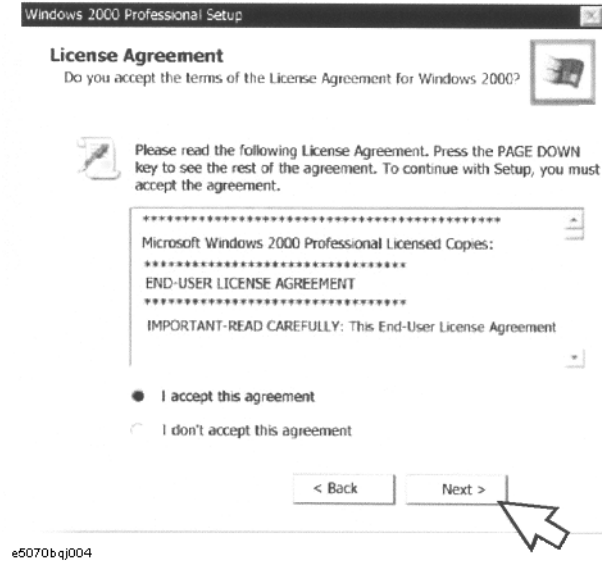 Windows 2000 Professional Setup
License Agreement
Do you accept the terms of the License Agreement for Windows 2000?
Please read the following License Agreement. Press the PAGE DOWN
key to see the rest of the agreement. To continue with Setup, you must
accept the agreement.
*********************************************
Microsoft Windows 2000 Professional Licensed Copies:
*********************************
END-USER LICENSE AGREEMENT
*********************************
IMPORTANT-READ CAREFULLY: This End-User License Agreement
I accept this agreement
I don't accept this agreement
< Back
Next >
e5070bqj004